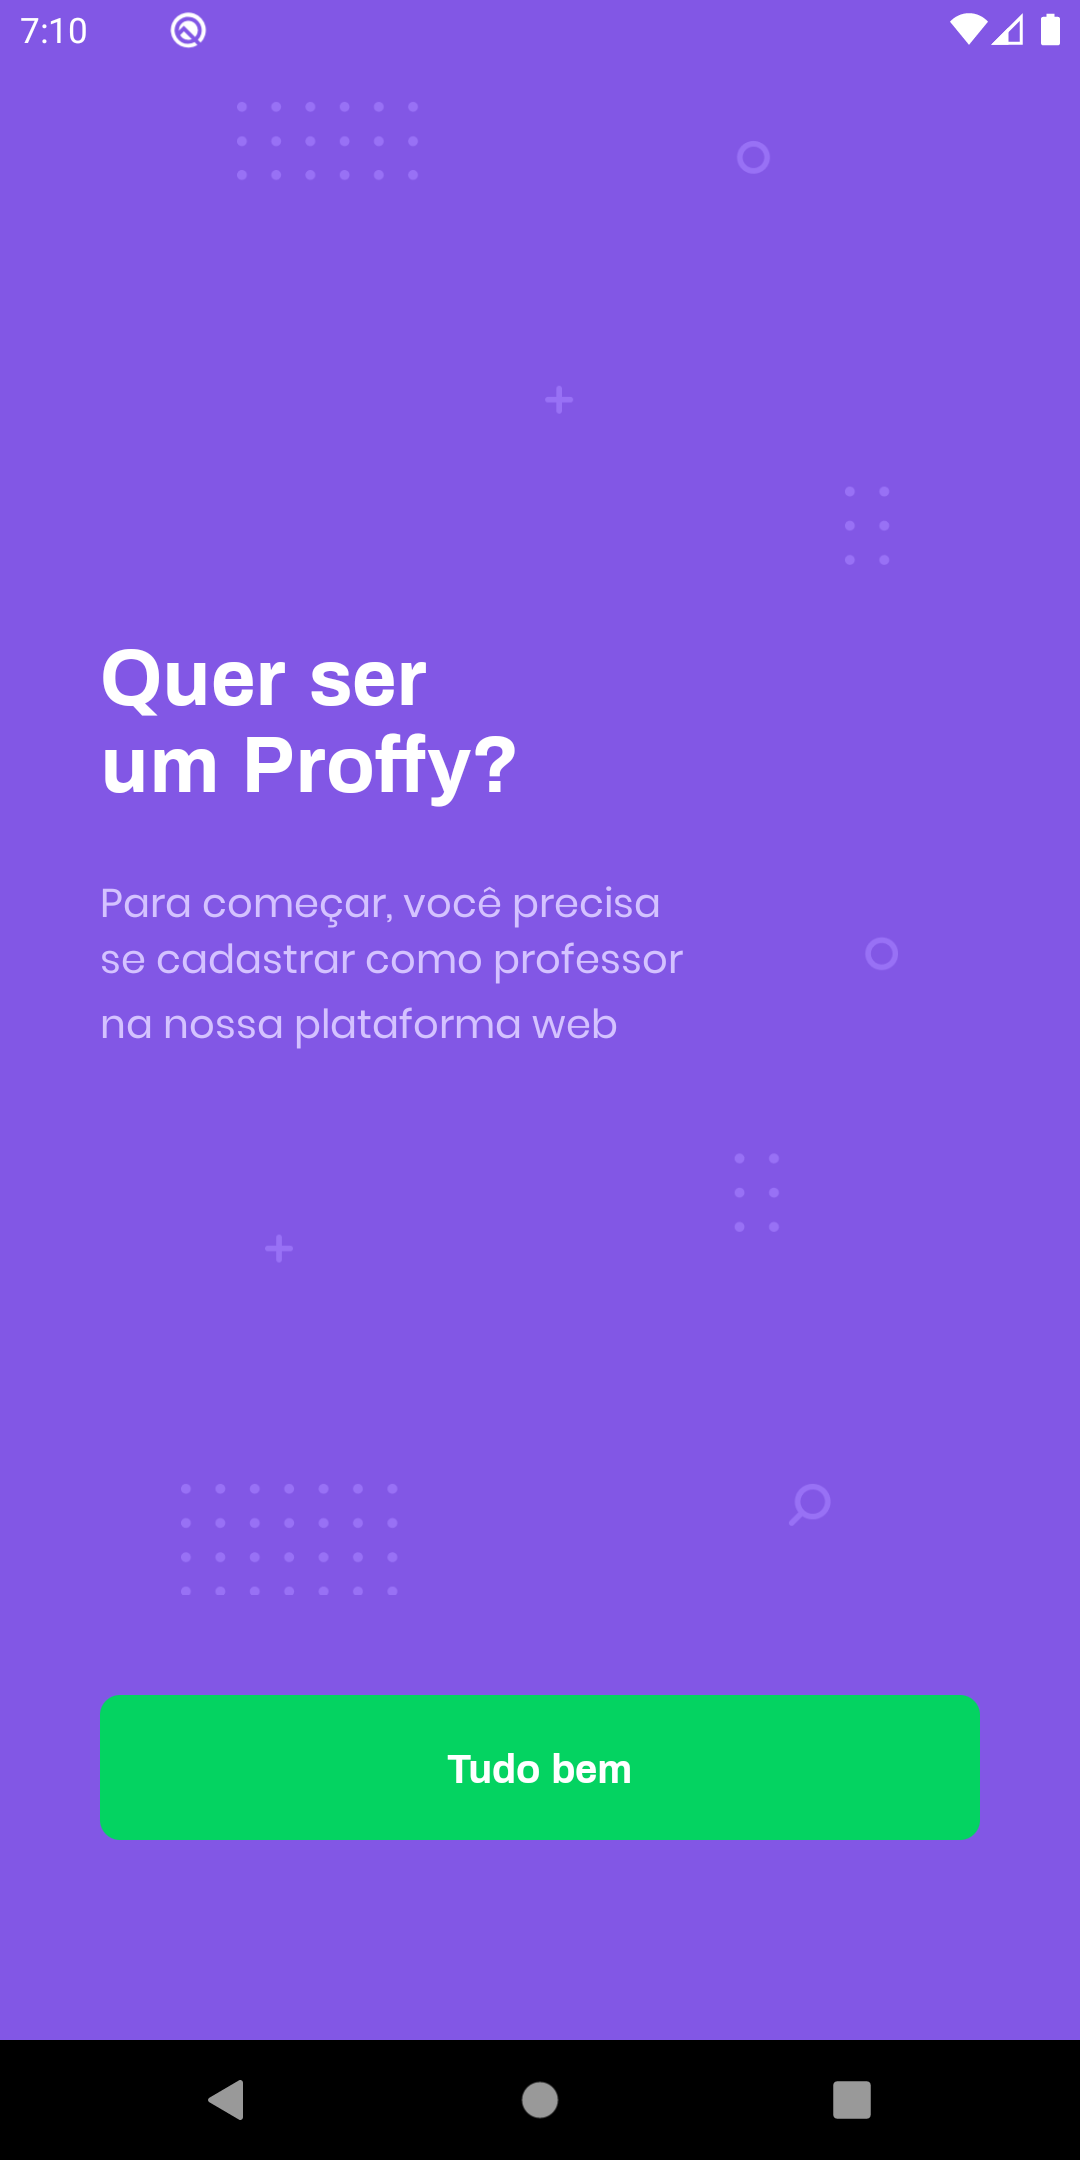 7:10
Quer ser
um Proffy?
Para começar, você precisa
se cadastrar como professor
na nossa plataforma web
Tudo bem